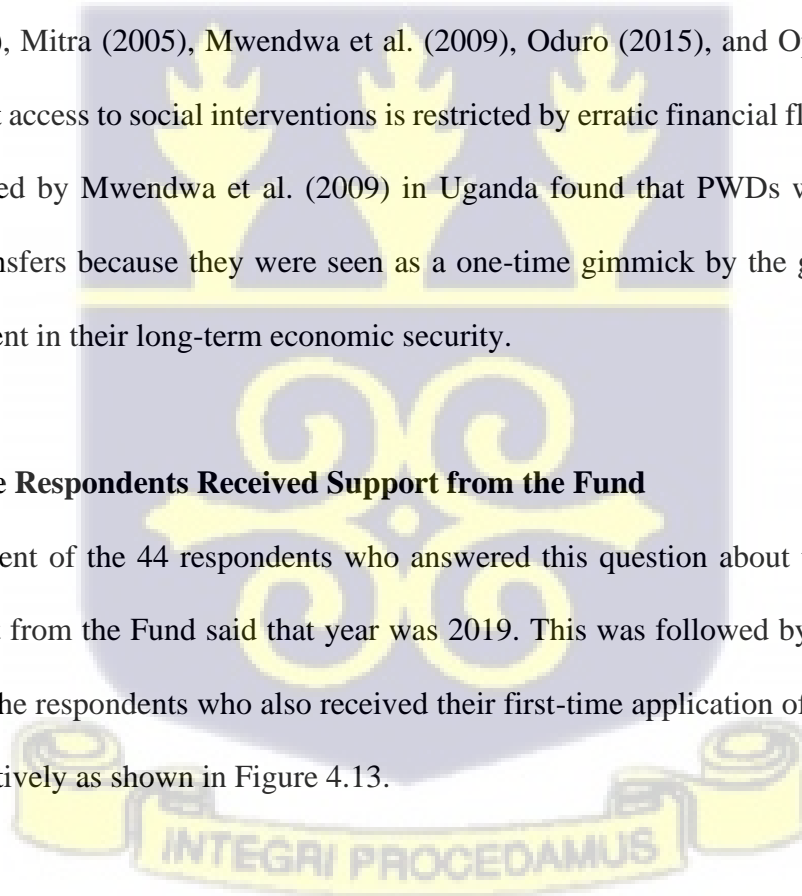 ), Mitra (2005), Mwendwa et al. (2009), Oduro (2015), and Op
t access to social interventions is restricted by erratic financial fl
ed by Mwendwa et al. (2009) in Uganda found that PWDs w
nsfers because they were seen as a one-time gimmick by the g
ent in their long-term economic security.
e Respondents Received Support from the Fund
ent of the 44 respondents who answered this question about t
from the Fund said that year was 2019. This was followed by
he respondents who also received their first-time application of
tively as shown in Figure 4.13.
INTEGRI PROCEDAMUS